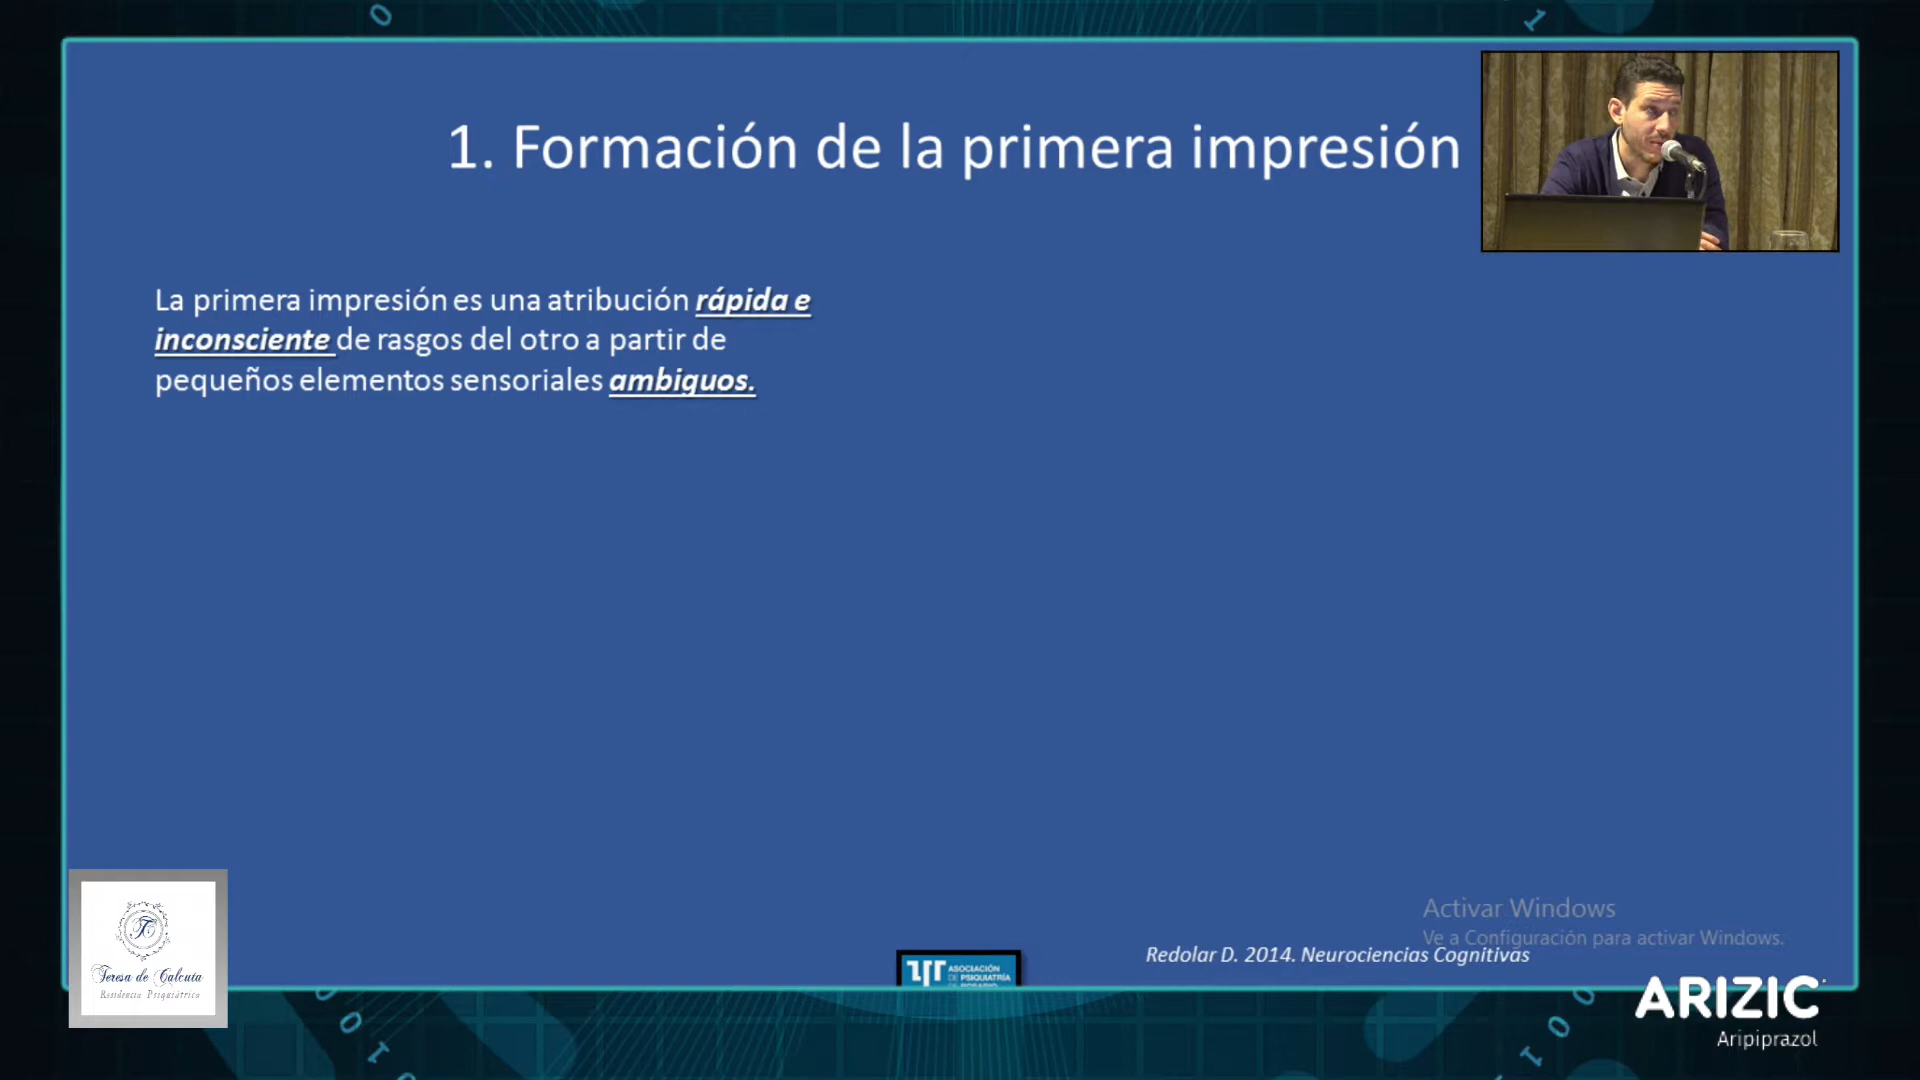 1. Formación de la primera impresión
La primera impresión es una atribución rápida e
inconsciente de rasgos del otro a partir de
pequeños elementos sensoriales ambiguos.
Activar Windows
Ve a Configuración para activar Windows.
Redolar D. 2014. Neurociencias Cognitivas
ASOCIACIÓN
DE PSIQUIATRÍA
DE ROSARIO
Teresa de Calcuta
Residencia Psiquiátrica
ARIZIC
Aripiprazol